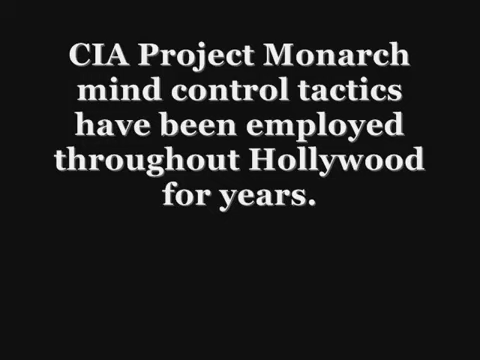 CIA Project Monarch
mind control tactics
have been employed
throughout Hollywood
for years.